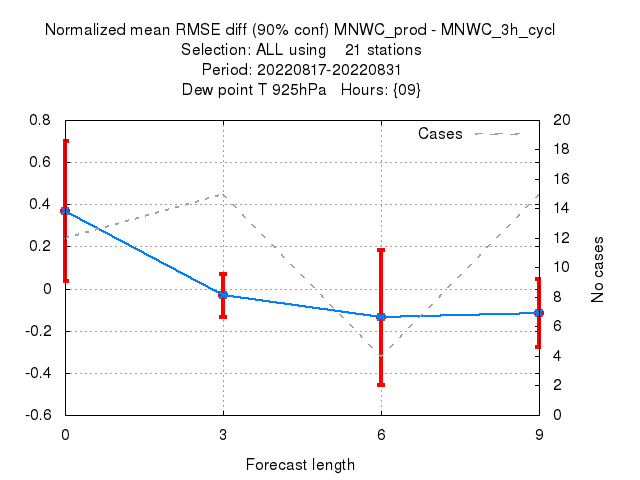 Normalized mean RMSE diff (90% conf) MNWC_prod - MNWC_3h_cycl
Selection: ALL using    21 stations
Period: 20220817-20220831
Dew point T 925hPa   Hours: {09}
Cases
0.8
0.6
0.4
0.2
0
-0.2
-0.4
-0.6
20
18
16
14
12
10
8
6
4
2
0
No cases
0 3 6 9
Forecast length